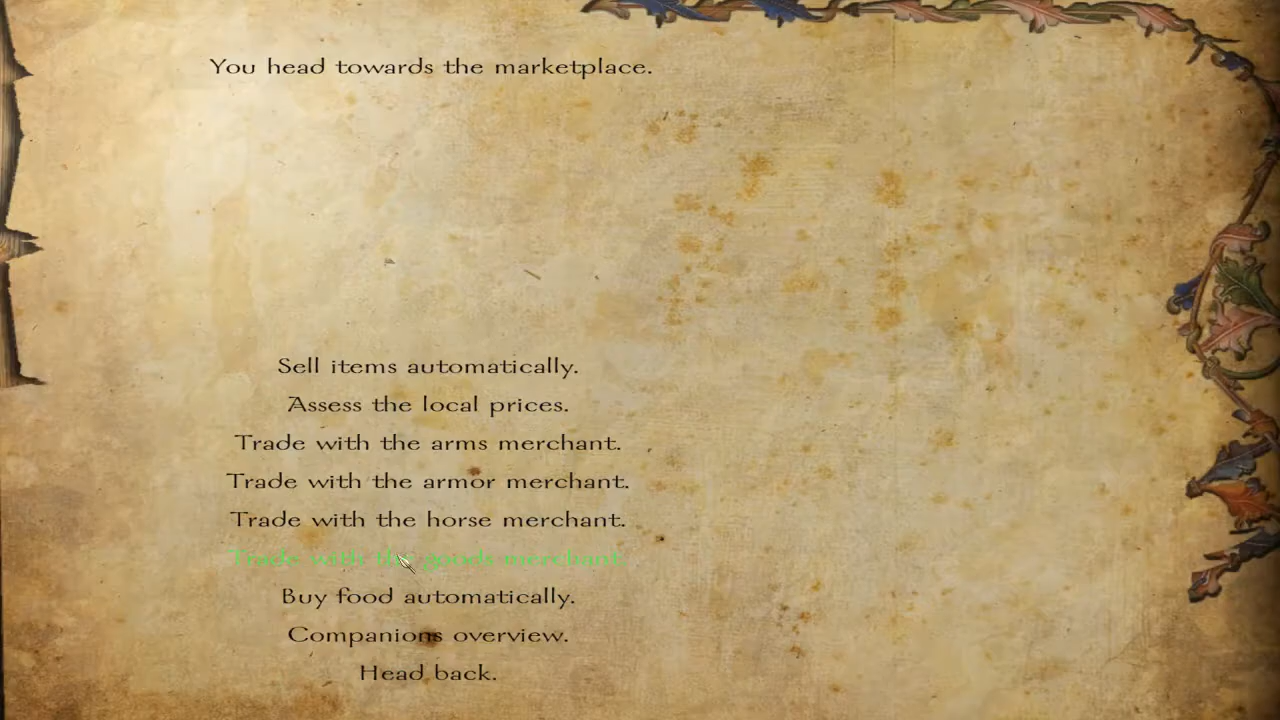 You head towards the marketplace.
Sell items automatically.
Assess the local prices.
Trade with the arms merchant.
Trade with the armor merchant.
Trade with the horse merchant.
Trade with the goods merchant.
Buy food automatically.
Companions overview.
Head back.